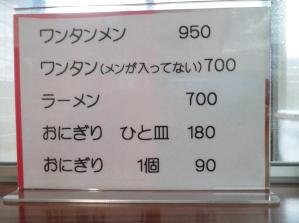 ワンタンメン 950
ワンタン(メンが入ってない)700
ラーメン 700
おにぎり ひと皿 180
おにぎり 1個 90